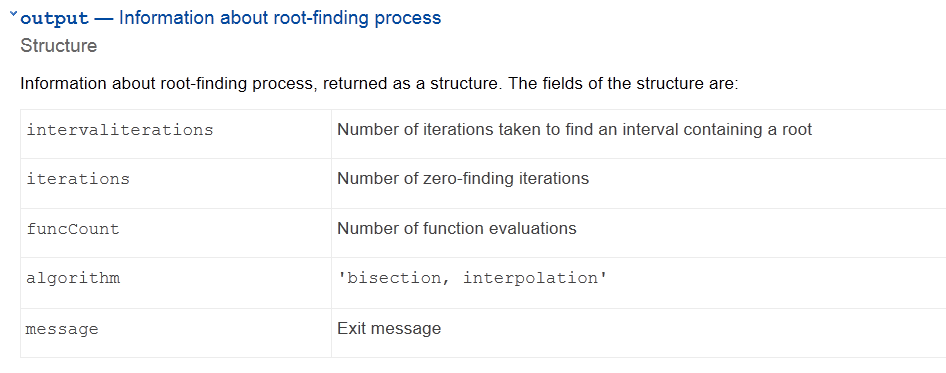 output — Information about root-finding process
Structure
Information about root-finding process, returned as a structure. The fields of the structure are:
intervaliterations Number of iterations taken to find an interval containing a root
iterations Number of zero-finding iterations
funcCount Number of function evaluations
algorithm 'bisection, interpolation'
message Exit message